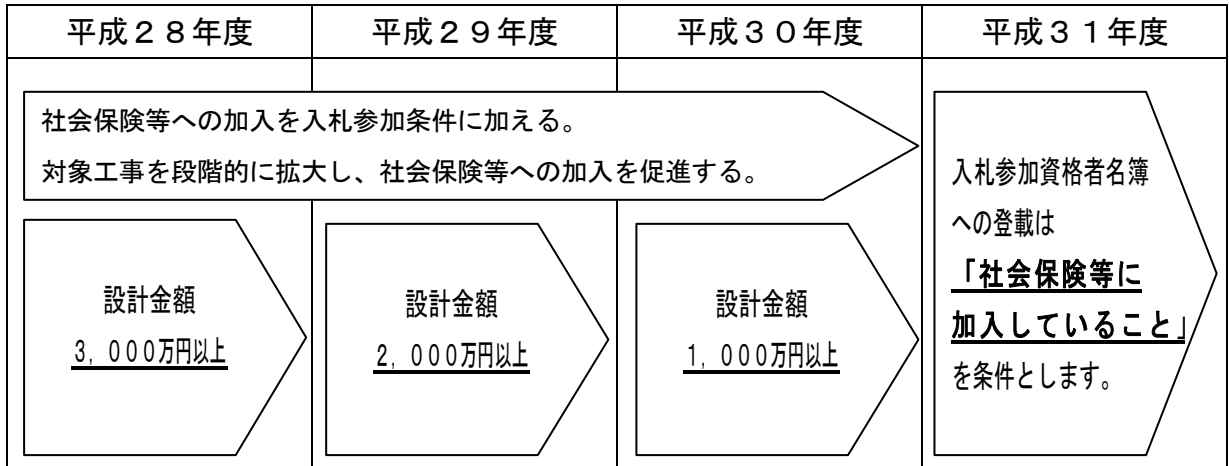 平成２８年度
平成２９年度
平成３０年度
平成３１年度
社会保険等への加入を入札参加条件に加える。
対象工事を段階的に拡大し、社会保険等への加入を促進する。
設計金額
３，０００万円以上
設計金額
２，０００万円以上
設計金額
１，０００万円以上
入札参加資格者名簿
への登載は
「社会保険等に
加入していること」
を条件とします。